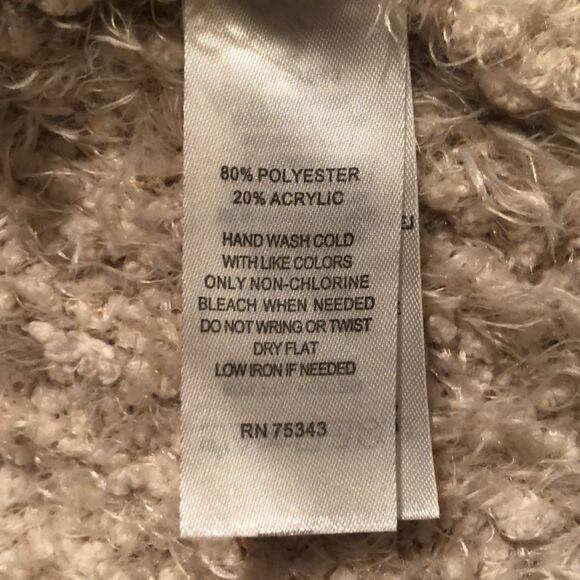 80% POLYESTER
20% ACRYLIC
HAND WASH COLD
WITH LIKE COLORS
ONLY NON-CHLORINE
BLEACH WHEN NEEDED
DO NOT WRING OR TWIST
DRY FLAT
LOW IRON IF NEEDED
RN 75343